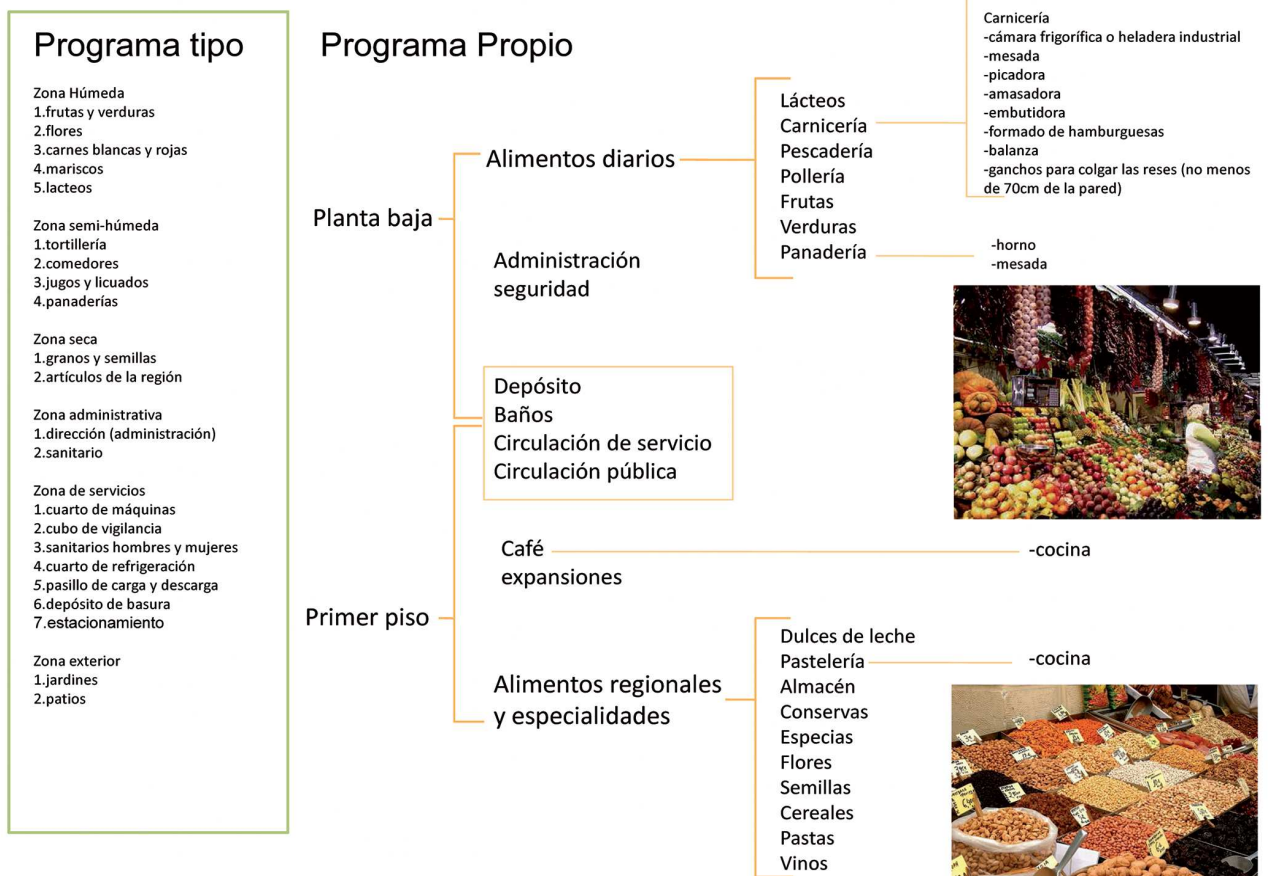 Programa tipo
Zona Húmeda
1.frutas y verduras
2.flores
3.carnes blancas y rojas
4.mariscos
5.lacteos
Zona semi-húmeda
1.tortillería
2.comedores
3.jugos y licuados
4.panaderías
Zona seca
1.granos y semillas
2.artículos de la región
Zona administrativa
1.dirección (administración)
2.sanitario
Zona de servicios
1.cuarto de máquinas
2.cubo de vigilancia
3.sanitarios hombres y mujeres
4.cuarto de refrigeración
5.pasillo de carga y descarga
6.depósito de basura
7.estacionamiento
Zona exterior
1.jardines
2.patios
Programa Propio
Planta baja
Alimentos diarios
Lácteos
Carnicería
Pescadería
Pollería
Frutas
Verduras
Panadería
Carnicería
-cámara frigorífica o heladera industrial
-mesada
-picadora
-amasadora
-embutidora
-formado de hamburguesas
-balanza
-ganchos para colgar las reses (no menos
de 70cm de la pared)
-horno
-mesada
Administración
seguridad
Depósito
Baños
Circulación de servicio
Circulación pública
Primer piso
Café
expansiones
-cocina
Alimentos regionales
y especialidades
Dulces de leche
Pastelería
Almacén
Conservas
Especias
Flores
Semillas
Cereales
Pastas
Vinos
-cocina